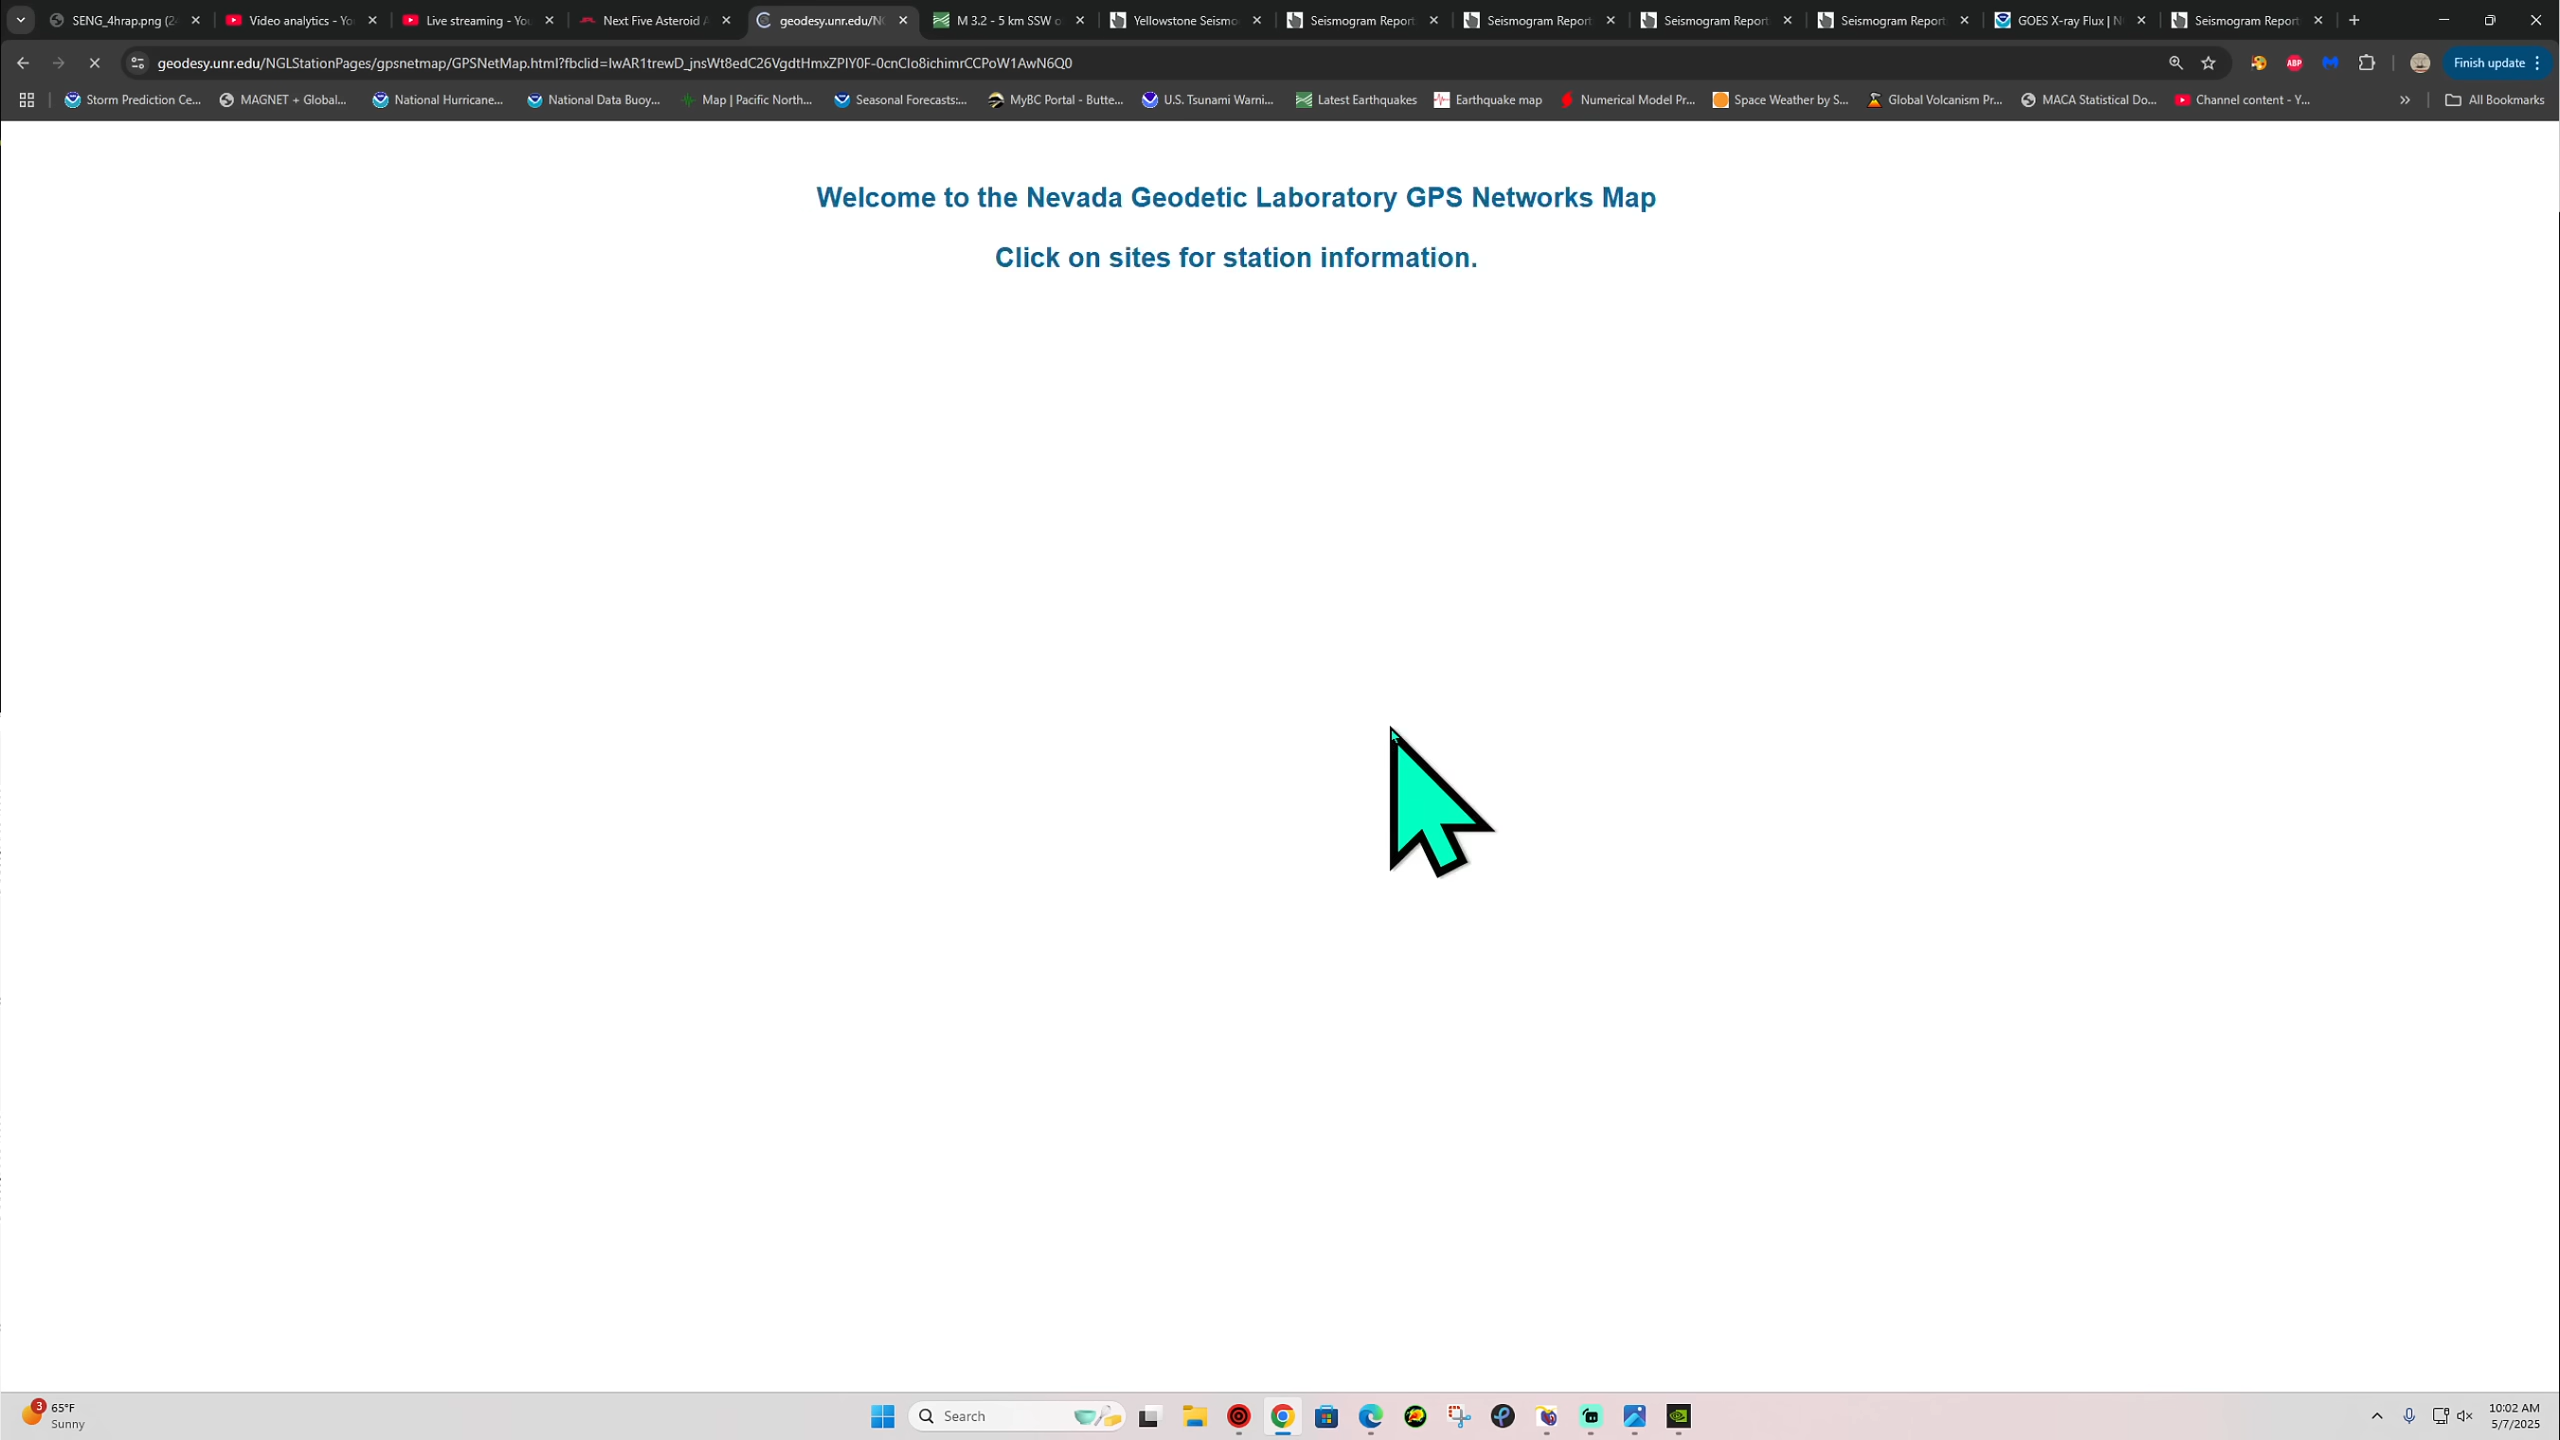 SENG_4hrap.png (2
Video analytics - Yo
Live streaming - You
Next Five Asteroid A
geodesy.unr.edu/N
M 3.2 - 5 km SSW o
Yellowstone Seismo
Seismogram Report
Seismogram Report
Seismogram Report
Seismogram Report
GOES X-ray Flux | N
Seismogram Report
geodesy.unr.edu/NGLStationPages/gpsnetmap/GPSNetMap.html?fbclid=IwAR1trewD_jnsWt8edC26VgdtHmxZPIY0F-0cnCIo8ichimrCCPoW1AwN6Q0
ABP
Finish update
Storm Prediction Ce...
MAGNET + Global...
National Hurricane...
National Data Buoy...
Map | Pacific North...
Seasonal Forecasts:...
MyBC Portal - Butte...
U.S. Tsunami Warni...
Latest Earthquakes
Earthquake map
Numerical Model Pr...
Space Weather by S...
Global Volcanism Pr...
MACA Statistical Do...
Channel content - Y...
All Bookmarks
Welcome to the Nevada Geodetic Laboratory GPS Networks Map
Click on sites for station information.
3
65°F
Sunny
Search
10:02 AM
5/7/2025